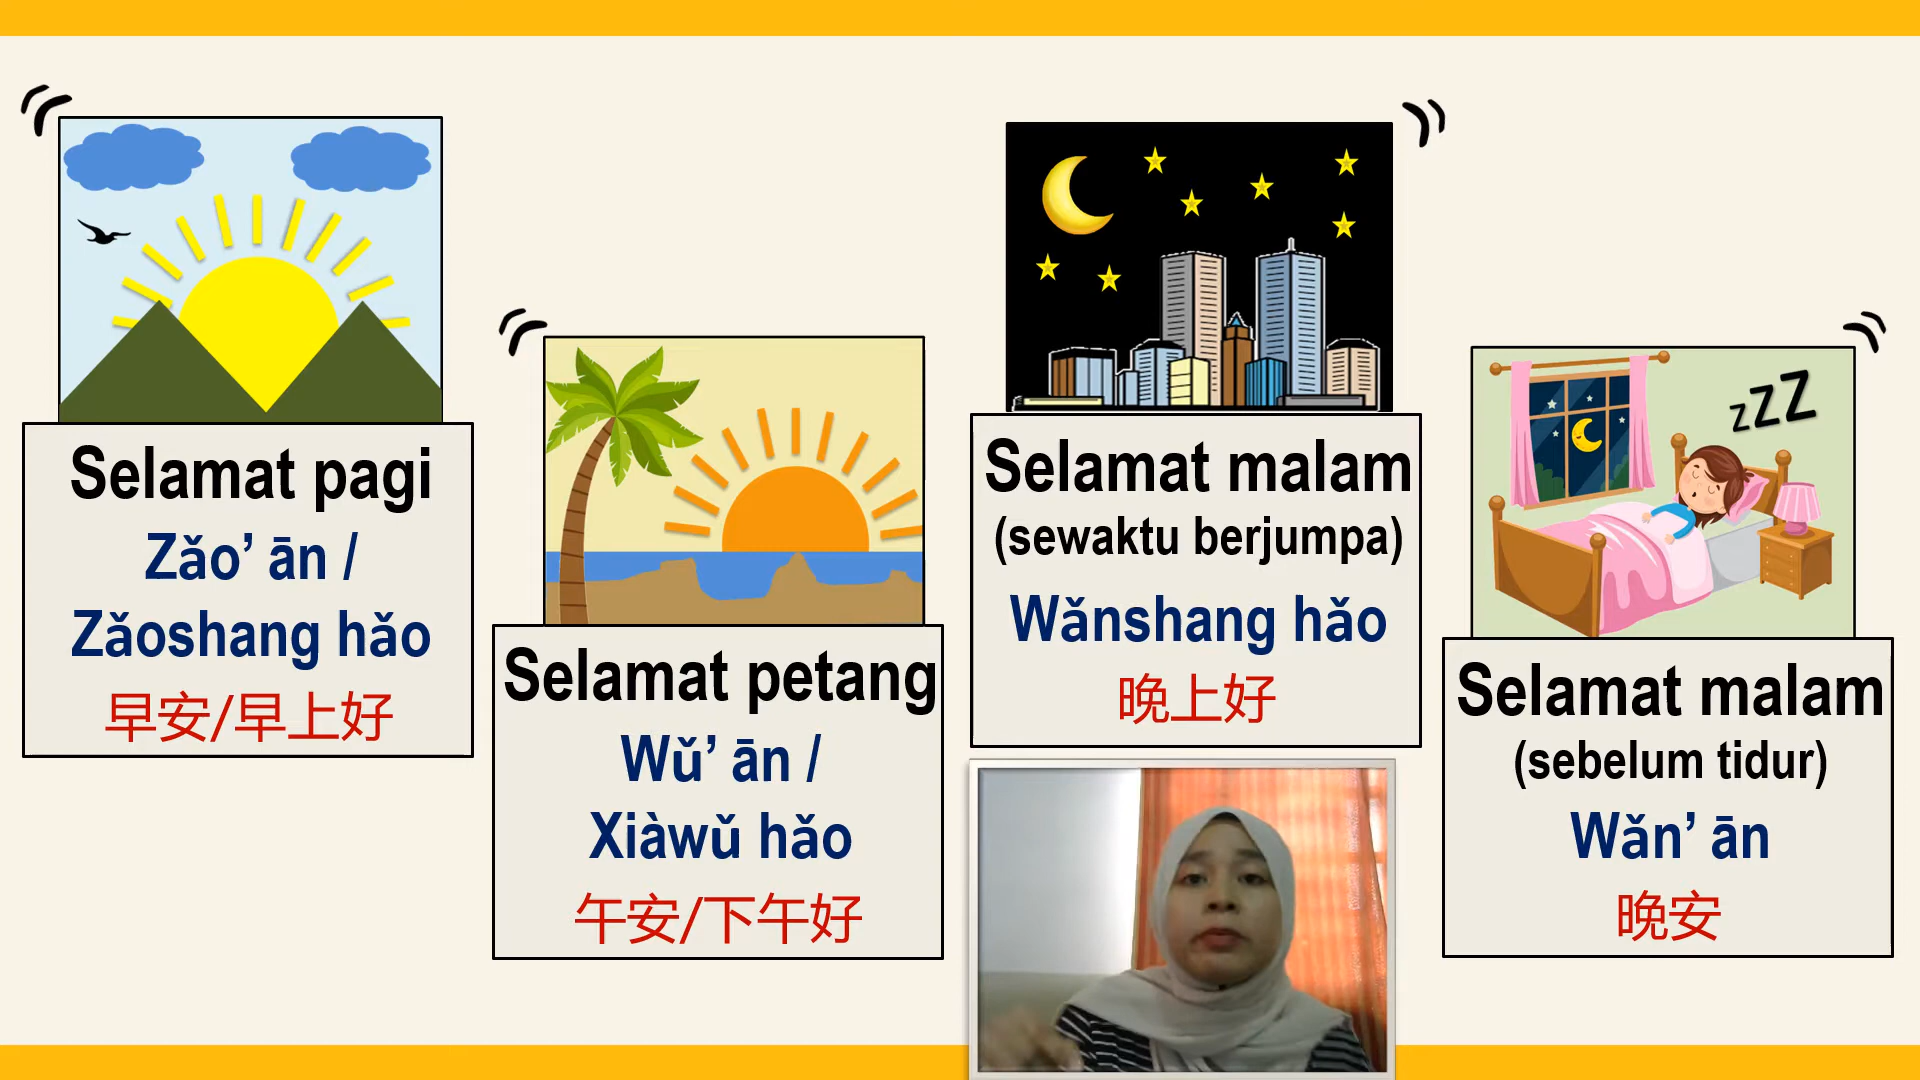 Selamat pagi
Zǎo’ ān /
Zǎoshang hǎo
早安/早上好
Selamat petang
Wǔ’ ān /
Xiàwǔ hǎo
午安/下午好
Selamat malam
(sewaktu berjumpa)
Wǎnshang hǎo
晚上好
zZZ
Selamat malam
(sebelum tidur)
Wǎn’ ān
晚安